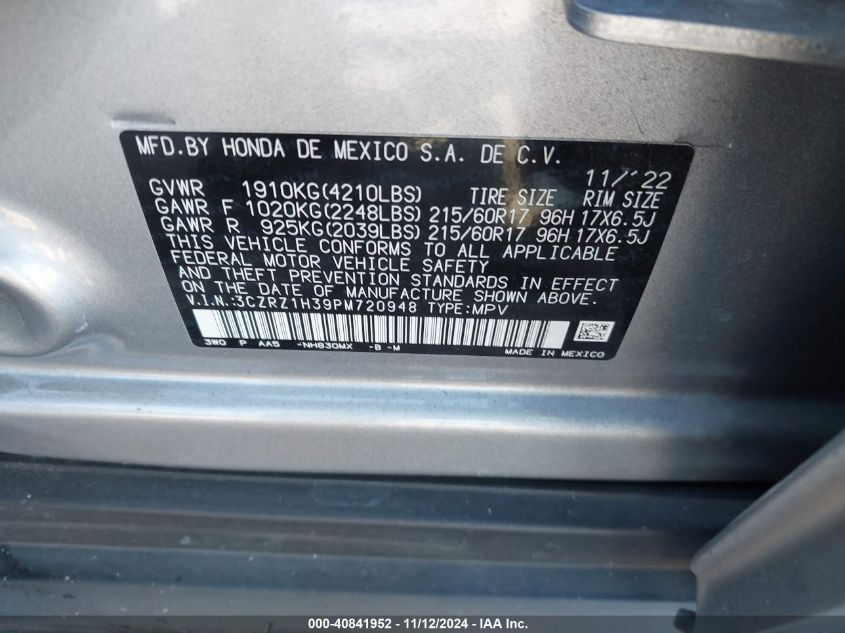 MFD.BY HONDA DE MEXICO S.A. DE C.V.
11/'22
GVWR 1910KG(4210LBS) TIRE SIZE RIM SIZE
GAWR F 1020KG(2248LBS) 215/60R17 96H 17X6.5J
GAWR R 925KG(2039LBS) 215/60R17 96H 17X6.5J
THIS VEHICLE CONFORMS TO ALL APPLICABLE
FEDERAL MOTOR VEHICLE SAFETY
AND THEFT PREVENTION STANDARDS IN EFFECT
ON THE DATE OF MANUFACTURE SHOWN ABOVE.
V.I.N.:3CZRZ1H39PM720948 TYPE:MPV
3W0 P AA5 -NH830MX -B -M
MADE IN MEXICO
000-40841952 - 11/12/2024 - IAA Inc.